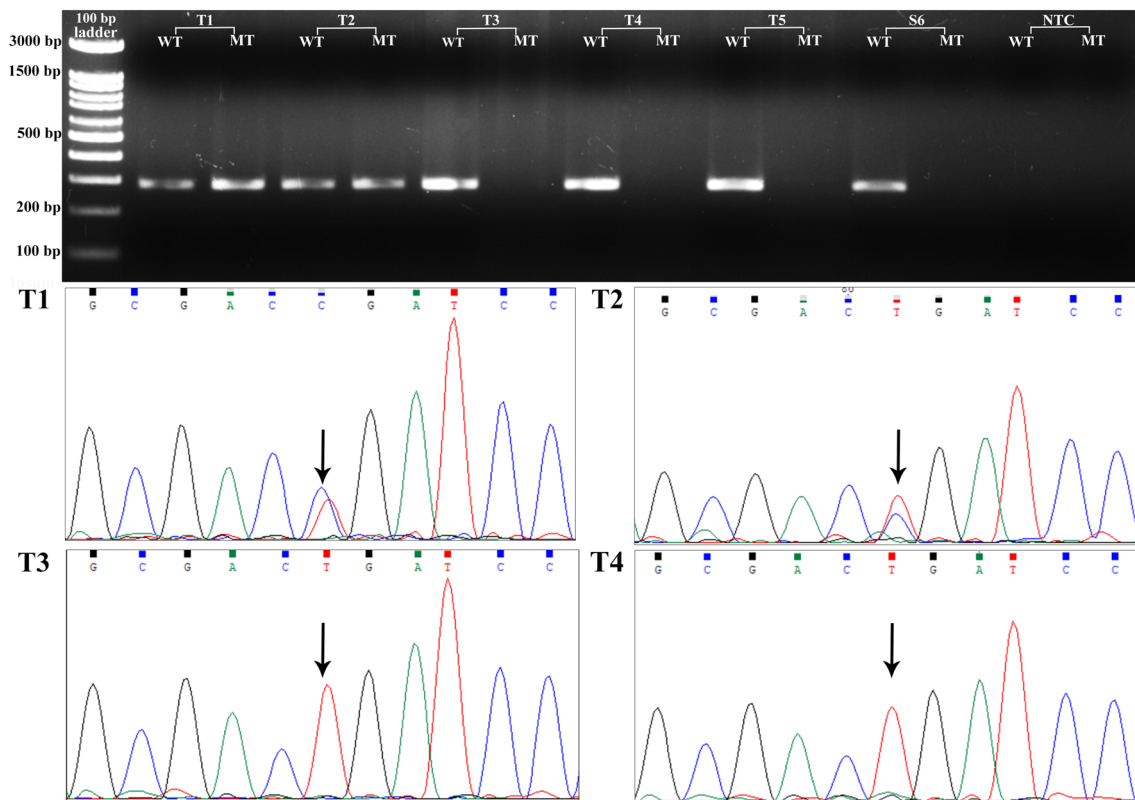 100 bp
ladder
T1 T2 T3 T4 T5 S6 NTC
WT MT WT MT WT MT WT MT WT MT WT MT WT MT
3000 bp
1500 bp
500 bp
200 bp
100 bp
T1
G C G A C C G A T C C
T2
G C G A C T G A T C C
T3
G C G A C T G A T C C
T4
G C G A C T G A T C C